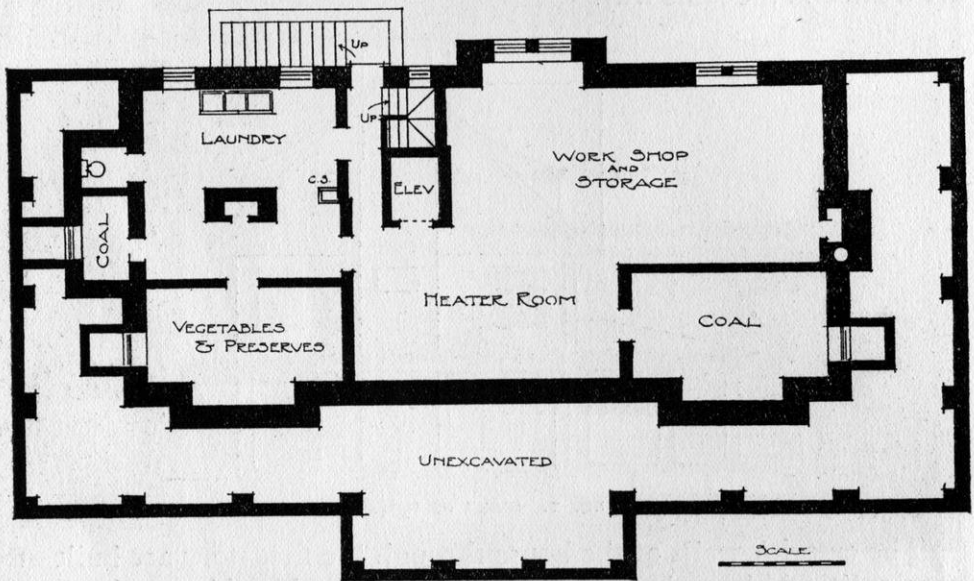 UP
LAUNDRY
UP
C.S.
ELEV
WORK SHOP
AND
STORAGE
COAL
HEATER ROOM
VEGETABLES
& PRESERVES
COAL
UNEXCAVATED
SCALE